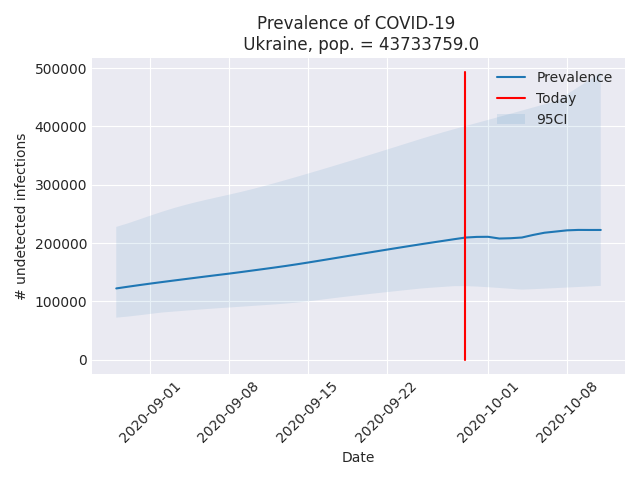 Prevalence of COVID-19
Ukraine, pop. = 43733759.0
500000
400000
300000
200000
100000
0
# undetected infections
Prevalence
Today
95CI
2020-09-01
2020-09-08
2020-09-15
2020-09-22
2020-10-01
2020-10-08
Date